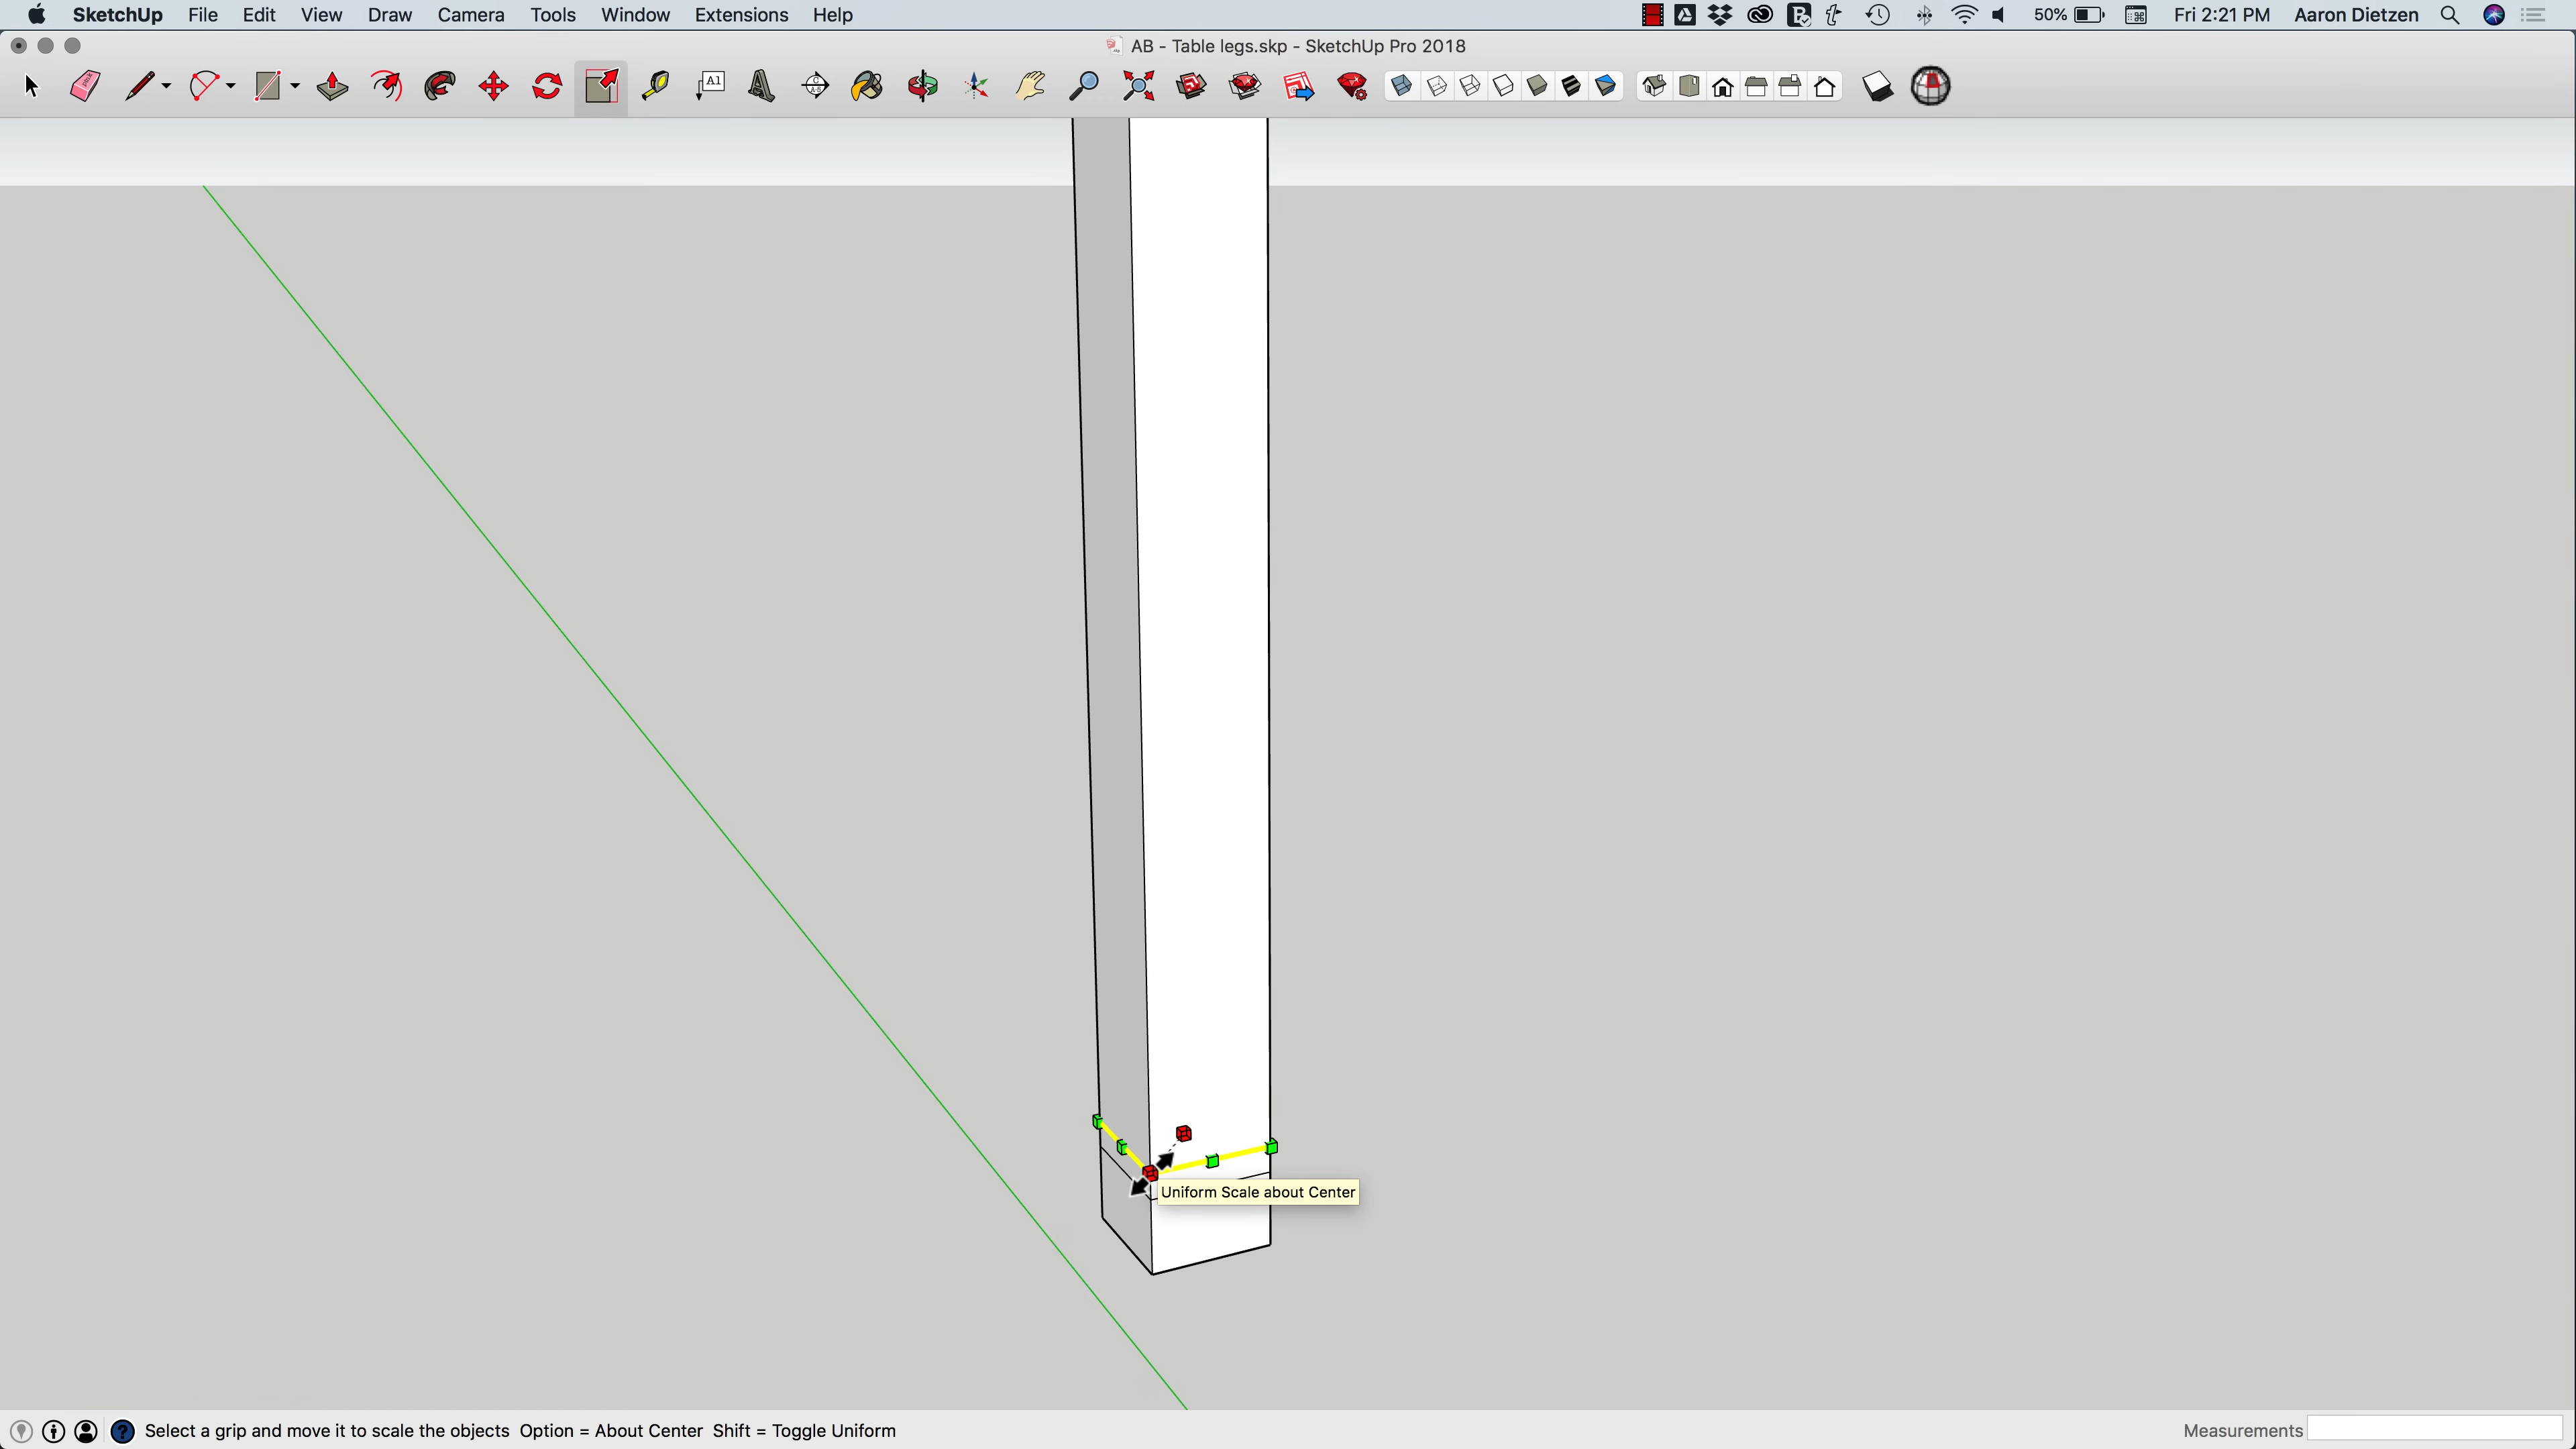 SketchUp File Edit View Draw Camera Tools Window Extensions Help 50% Fri 2:21 PM Aaron Dietzen
AB - Table legs.skp - SketchUp Pro 2018
A1
Uniform Scale about Center
Select a grip and move it to scale the objects Option = About Center Shift = Toggle Uniform Measurements